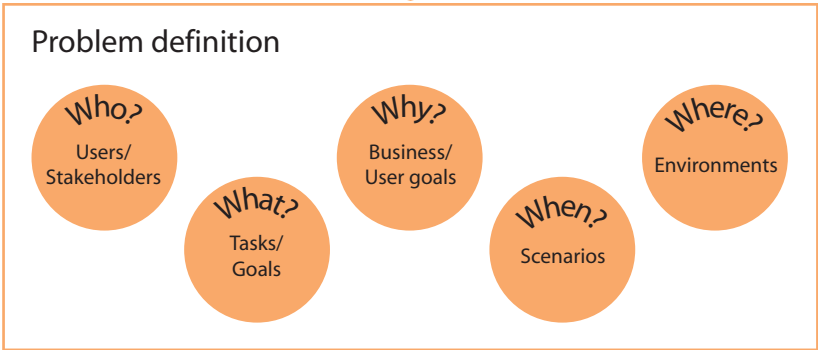 Problem definition
Who?
Users/
Stakeholders
What?
Tasks/
Goals
Why?
Business/
User goals
When?
Scenarios
Where?
Environments